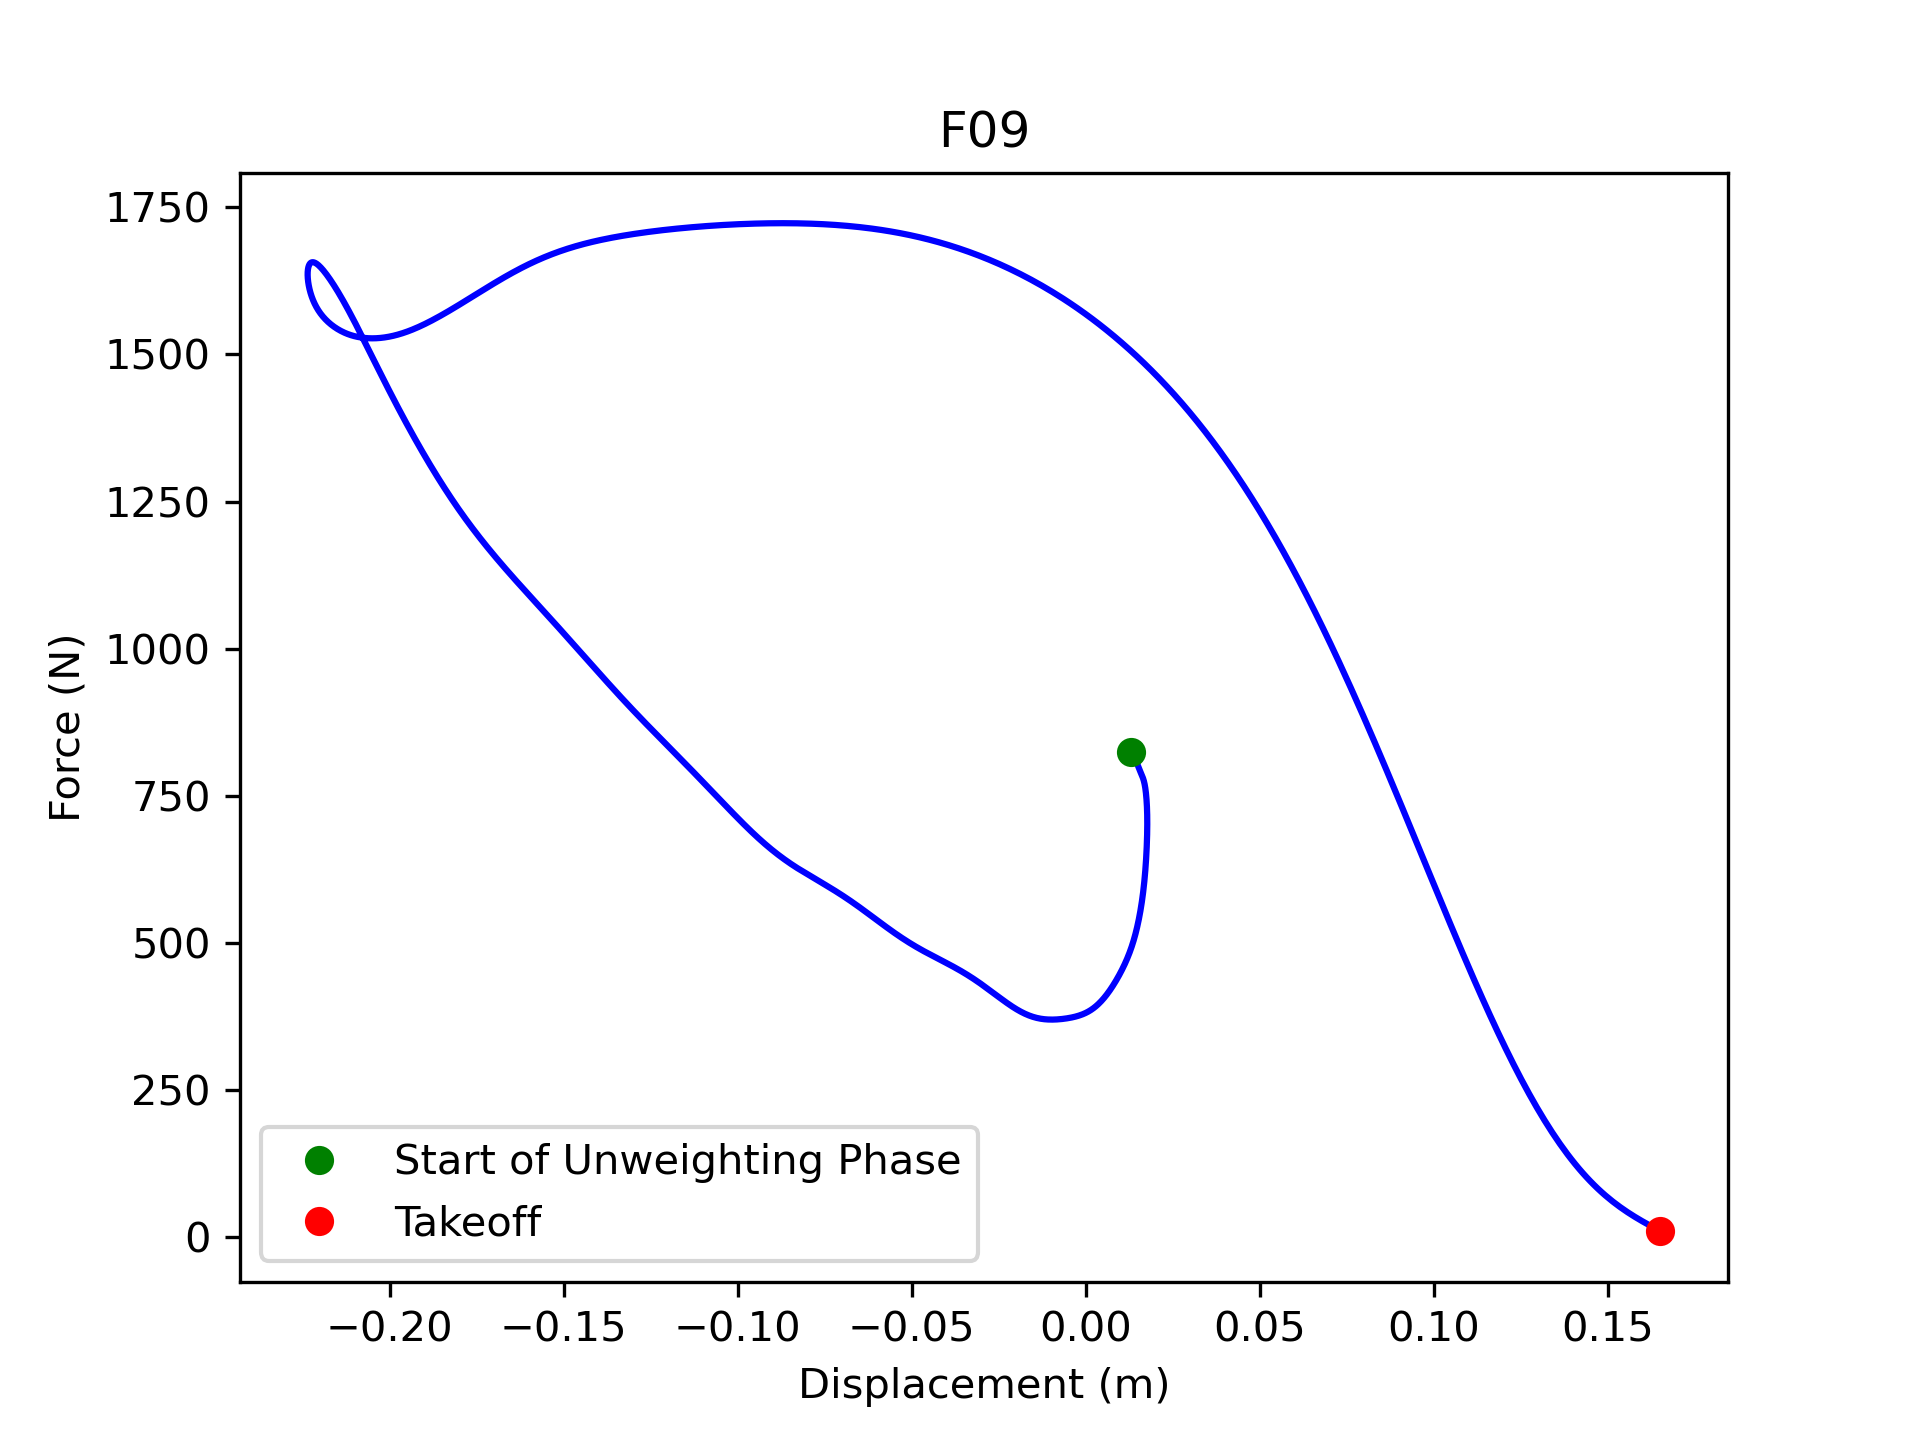 F09
1750
1500
1250
1000
750
500
250
0
Force (N)
Start of Unweighting Phase
Takeoff
−0.20 −0.15 −0.10 −0.05 0.00 0.05 0.10 0.15
Displacement (m)